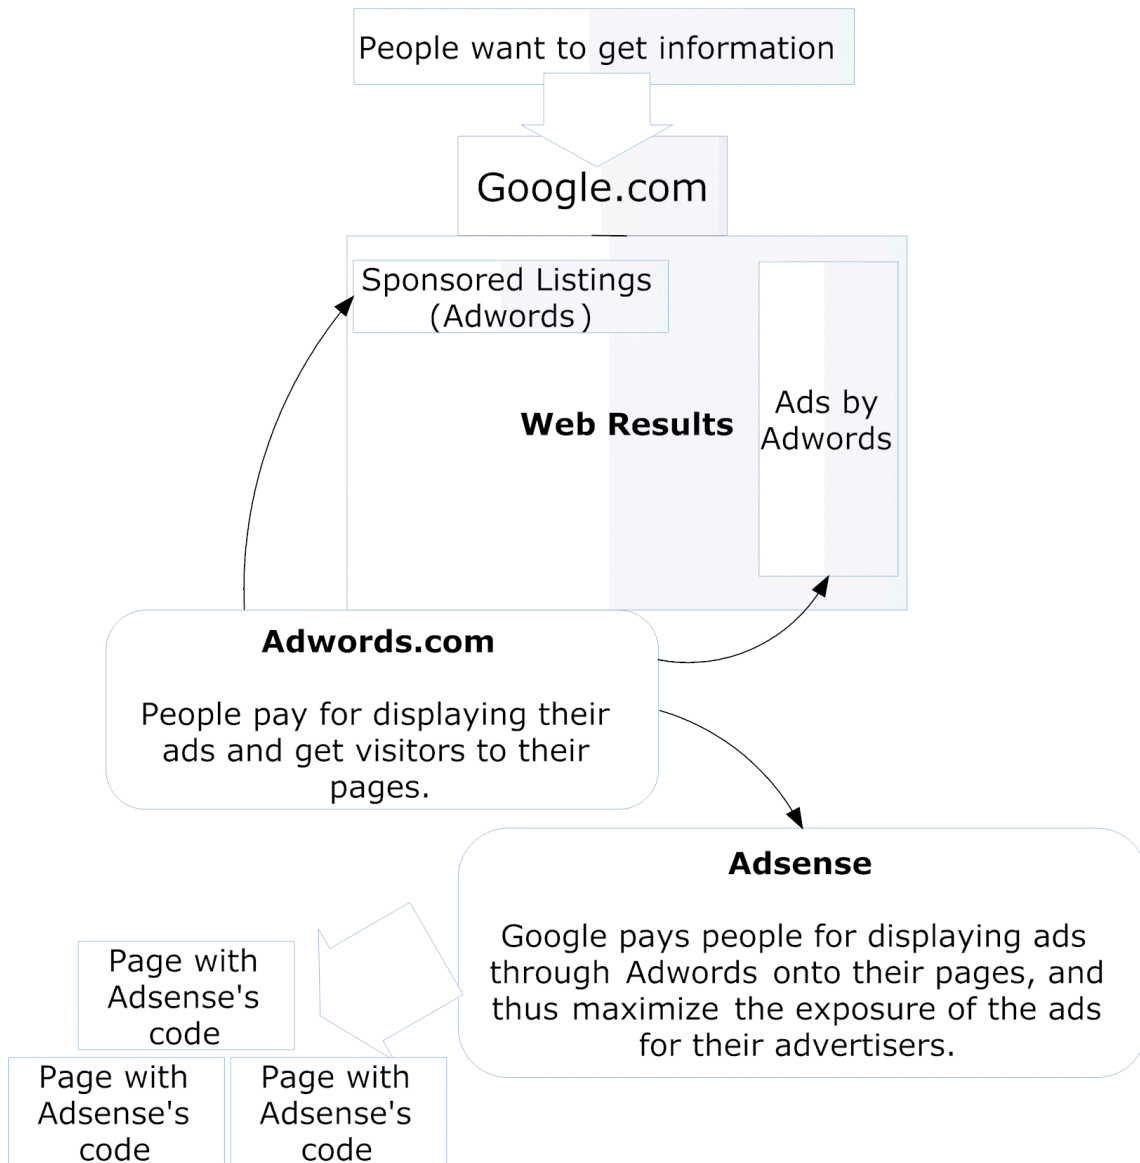 People want to get information
Google.com
Sponsored Listings
(Adwords)
Web Results
Ads by
Adwords
Adwords.com
People pay for displaying their
ads and get visitors to their
pages.
Adsense
Google pays people for displaying ads
through Adwords onto their pages, and
thus maximize the exposure of the ads
for their advertisers.
Page with
Adsense's
code
Page with
Adsense's
code
Page with
Adsense's
code